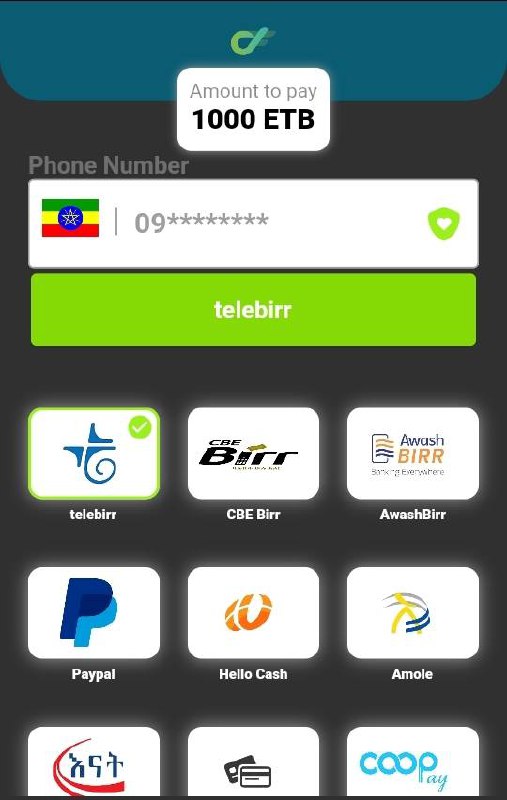 Amount to pay
1000 ETB
Phone Number
09********
telebirr
CBE
Birr
Awash
BIRR
Banking Everywhere
telebirr
CBE Birr
AwashBirr
Paypal
Hello Cash
Amole
እናት
coop
pay